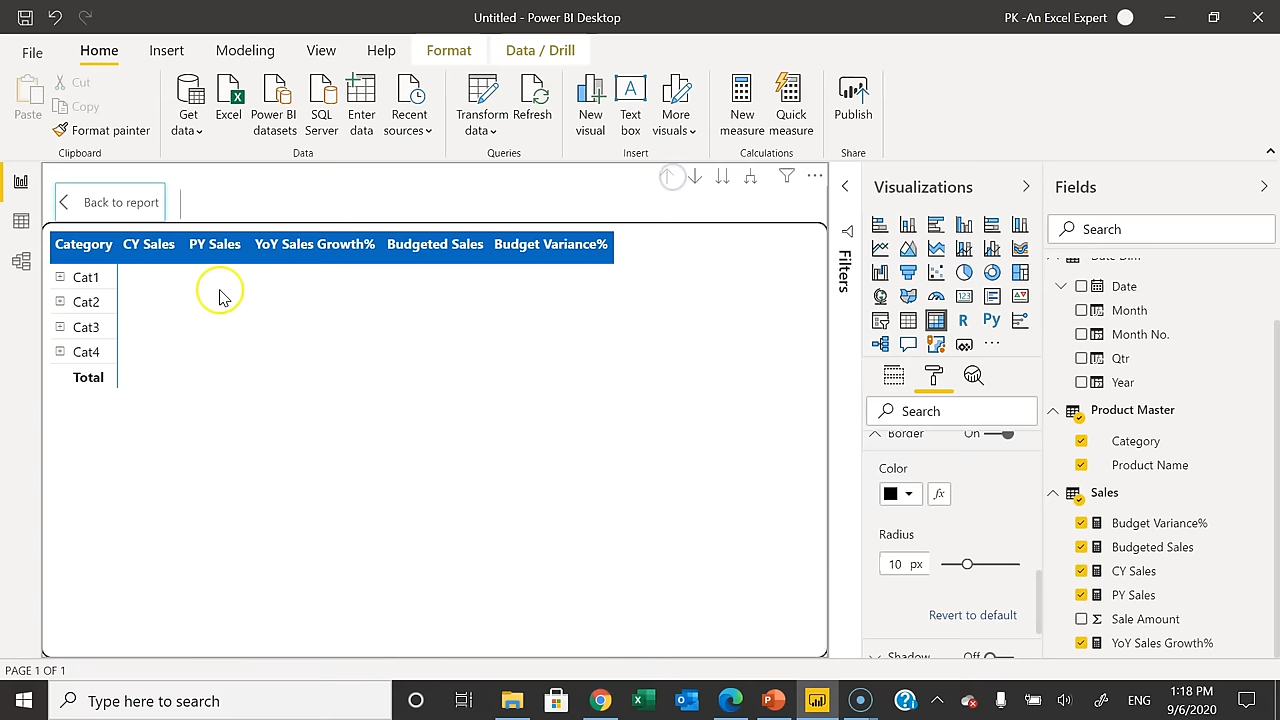 Untitled - Power BI Desktop
PK -An Excel Expert
File
Home
Insert
Modeling
View
Help
Format
Data / Drill
Paste
Cut
Copy
Format painter
Clipboard
Get data
Excel
Power BI datasets
SQL Server
Enter data
Recent sources
Data
Transform data
Refresh
Queries
New visual
Text box
More visuals
Insert
New measure
Quick measure
Calculations
Publish
Share
Back to report
Category CY Sales PY Sales YoY Sales Growth% Budgeted Sales Budget Variance%
Cat1
Cat2
Cat3
Cat4
Total
Filters
Visualizations
R
Py
Search
Border On
Color
fx
Radius
10 px
Revert to default
Shadow Off
Fields
Search
Date Dim
Date
Month
Month No.
Qtr
Year
Product Master
Category
Product Name
Sales
Budget Variance%
Budgeted Sales
CY Sales
PY Sales
Sale Amount
YoY Sales Growth%
PAGE 1 OF 1
Type here to search
ENG
1:18 PM
9/6/2020